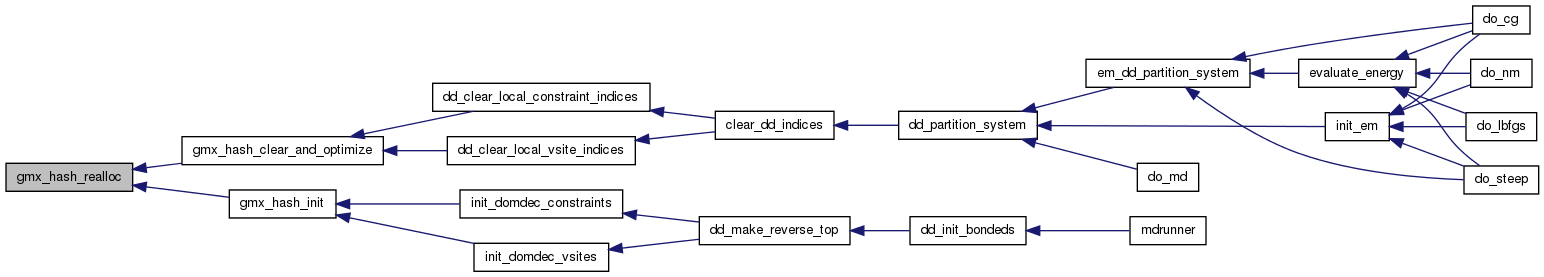 do_cg
em_dd_partition_system
evaluate_energy
do_nm
dd_clear_local_constraint_indices
clear_dd_indices
dd_partition_system
init_em
do_lbfgs
gmx_hash_clear_and_optimize
dd_clear_local_vsite_indices
gmx_hash_realloc
do_md
do_steep
gmx_hash_init
init_domdec_constraints
dd_make_reverse_top
dd_init_bondeds
mdrunner
init_domdec_vsites